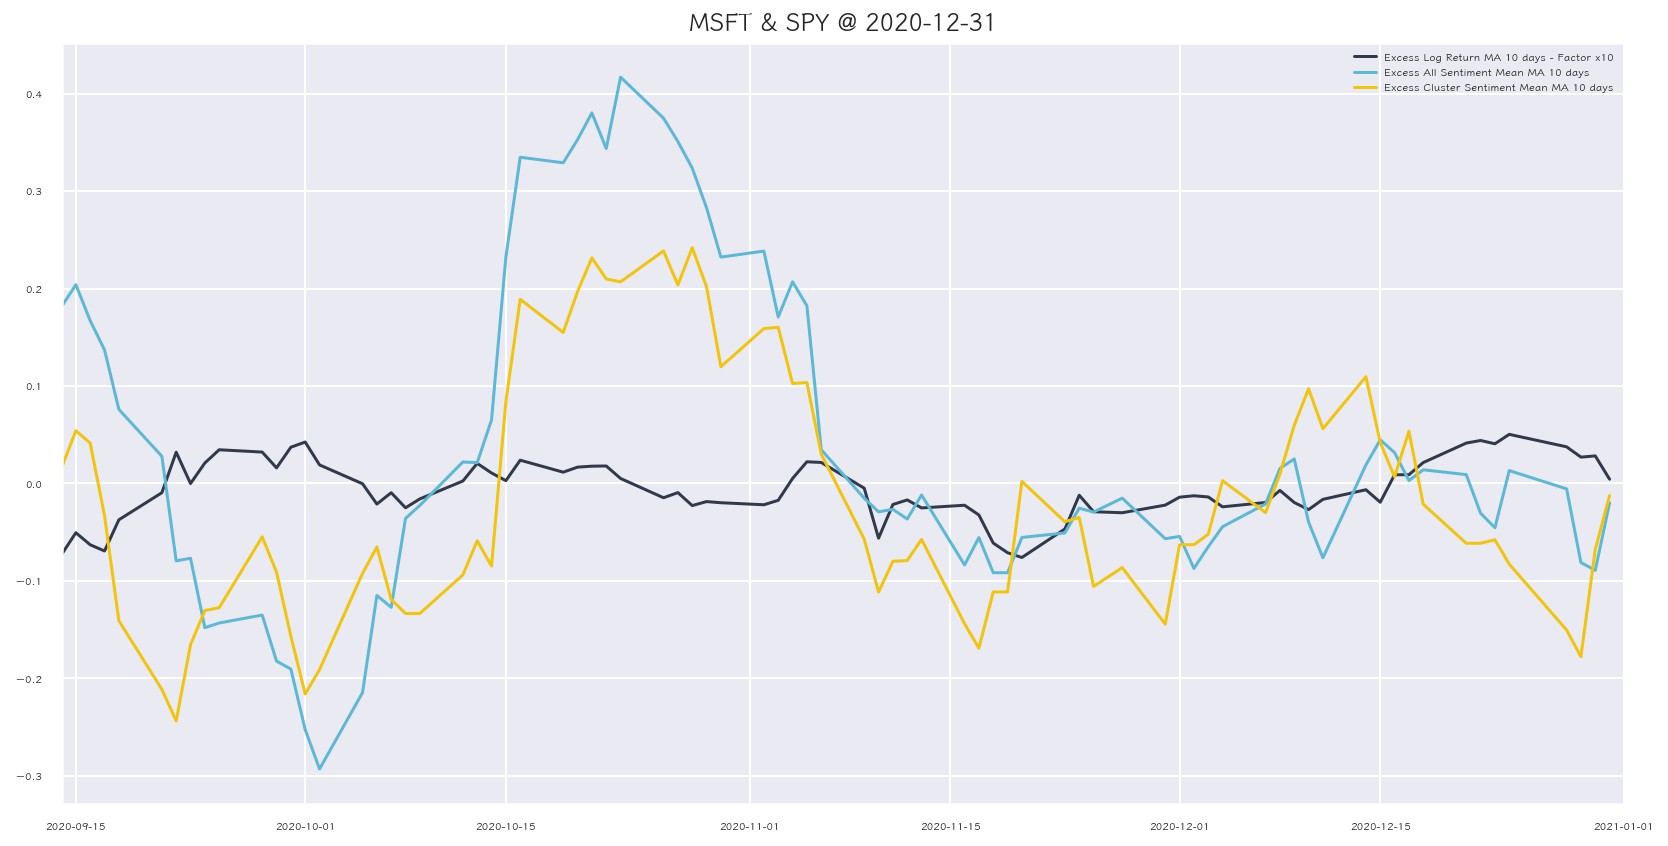 MSFT & SPY @ 2020-12-31
Excess Log Return MA 10 days - Factor x10
Excess All Sentiment Mean MA 10 days
Excess Cluster Sentiment Mean MA 10 days
0.4
0.3
0.2
0.1
0.0
−0.1
−0.2
−0.3
2020-09-15 2020-10-01 2020-10-15 2020-11-01 2020-11-15 2020-12-01 2020-12-15 2021-01-01